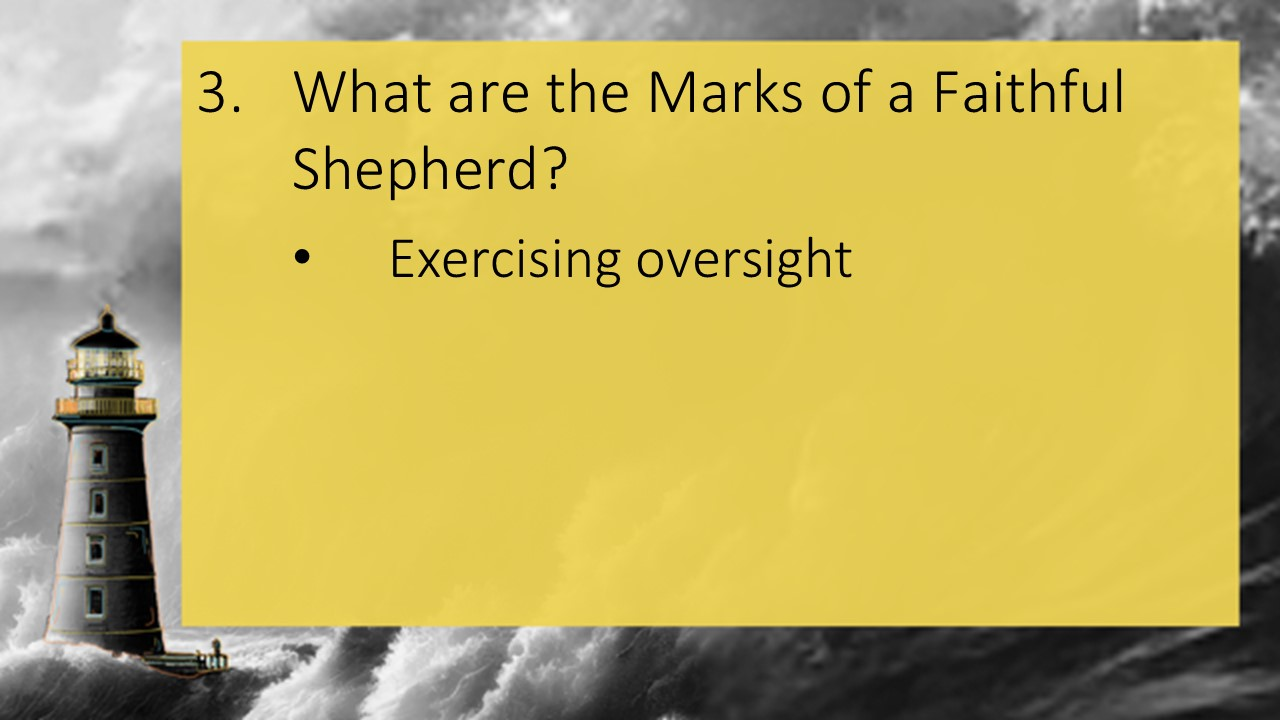 3. What are the Marks of a Faithful
Shepherd?
• Exercising oversight